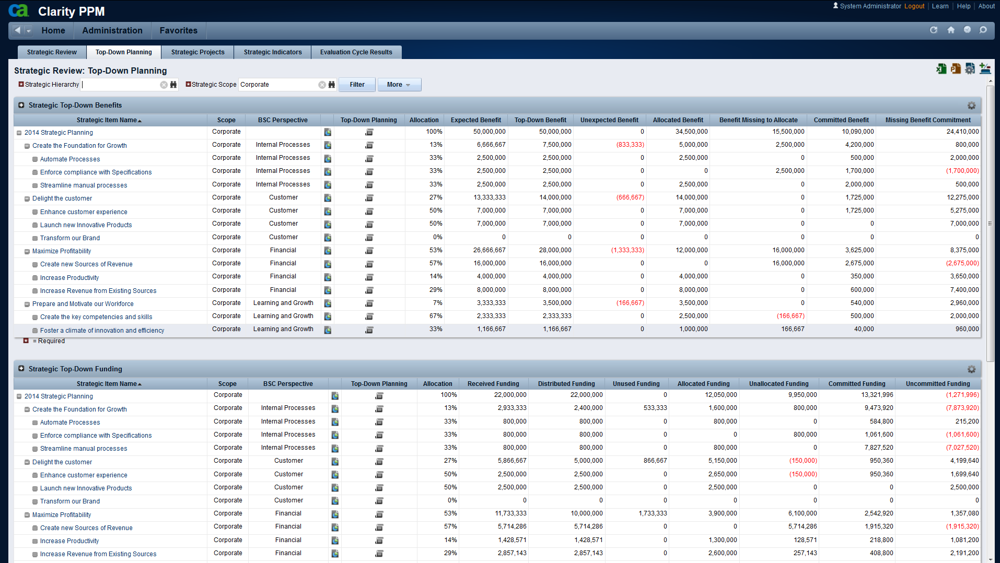 ca Clarity PPM
System Administrator Logout | Learn | Help | About
Home Administration Favorites
Strategic Review Top-Down Planning Strategic Projects Strategic Indicators Evaluation Cycle Results
Strategic Review: Top-Down Planning
Strategic Hierarchy Strategic Scope Corporate Filter More
Strategic Top-Down Benefits
Strategic Item Name Scope BSC Perspective Top-Down Planning Allocation Expected Benefit Top-Down Benefit Unexpected Benefit Allocated Benefit Benefit Missing to Allocate Committed Benefit Missing Benefit Commitment
2014 Strategic Planning Corporate 100% 50,000,000 50,000,000 0 34,500,000 15,500,000 10,090,000 24,410,000
Create the Foundation for Growth Corporate Internal Processes 13% 6,666,667 7,500,000 (833,333) 5,000,000 2,500,000 4,200,000 800,000
Automate Processes Corporate Internal Processes 33% 2,500,000 2,500,000 0 2,500,000 0 500,000 2,000,000
Enforce compliance with Specifications Corporate Internal Processes 33% 2,500,000 2,500,000 0 0 2,500,000 1,700,000 (1,700,000)
Streamline manual processes Corporate Internal Processes 33% 2,500,000 2,500,000 0 2,500,000 0 2,000,000 500,000
Delight the customer Corporate Customer 27% 13,333,333 14,000,000 (666,667) 14,000,000 0 1,725,000 12,275,000
Enhance customer experience Corporate Customer 50% 7,000,000 7,000,000 0 7,000,000 0 1,725,000 5,275,000
Launch new Innovative Products Corporate Customer 50% 7,000,000 7,000,000 0 7,000,000 0 0 7,000,000
Transform our Brand Corporate Customer 0% 0 0 0 0 0 0 0
Maximize Profitability Corporate Financial 53% 26,666,667 28,000,000 (1,333,333) 12,000,000 16,000,000 3,625,000 8,375,000
Create new Sources of Revenue Corporate Financial 57% 16,000,000 16,000,000 0 0 16,000,000 2,675,000 (2,675,000)
Increase Productivity Corporate Financial 14% 4,000,000 4,000,000 0 4,000,000 0 350,000 3,650,000
Increase Revenue from Existing Sources Corporate Financial 29% 8,000,000 8,000,000 0 8,000,000 0 600,000 7,400,000
Prepare and Motivate our Workforce Corporate Learning and Growth 7% 3,333,333 3,500,000 (166,667) 3,500,000 0 540,000 2,960,000
Create the key competencies and skills Corporate Learning and Growth 67% 2,333,333 2,333,333 0 2,500,000 (166,667) 500,000 2,000,000
Foster a climate of innovation and efficiency Corporate Learning and Growth 33% 1,166,667 1,166,667 0 1,000,000 166,667 40,000 960,000
= Required
Strategic Top-Down Funding
Strategic Item Name Scope BSC Perspective Top-Down Planning Allocation Received Funding Distributed Funding Unused Funding Allocated Funding Unallocated Funding Committed Funding Uncommitted Funding
2014 Strategic Planning Corporate 100% 22,000,000 22,000,000 0 12,050,000 9,950,000 13,321,996 (1,271,996)
Create the Foundation for Growth Corporate Internal Processes 13% 2,933,333 2,400,000 533,333 1,600,000 800,000 9,473,920 (7,873,920)
Automate Processes Corporate Internal Processes 33% 800,000 800,000 0 800,000 0 584,800 215,200
Enforce compliance with Specifications Corporate Internal Processes 33% 800,000 800,000 0 0 800,000 1,061,600 (1,061,600)
Streamline manual processes Corporate Internal Processes 33% 800,000 800,000 0 800,000 0 7,827,520 (7,027,520)
Delight the customer Corporate Customer 27% 5,866,667 5,000,000 866,667 5,150,000 (150,000) 950,360 4,199,640
Enhance customer experience Corporate Customer 50% 2,500,000 2,500,000 0 2,650,000 (150,000) 950,360 1,699,640
Launch new Innovative Products Corporate Customer 50% 2,500,000 2,500,000 0 2,500,000 0 0 2,500,000
Transform our Brand Corporate Customer 0% 0 0 0 0 0 0 0
Maximize Profitability Corporate Financial 53% 11,733,333 10,000,000 1,733,333 3,900,000 6,100,000 2,542,920 1,357,080
Create new Sources of Revenue Corporate Financial 57% 5,714,286 5,714,286 0 0 5,714,286 1,915,320 (1,915,320)
Increase Productivity Corporate Financial 14% 1,428,571 1,428,571 0 1,300,000 128,571 218,800 1,081,200
Increase Revenue from Existing Sources Corporate Financial 29% 2,857,143 2,857,143 0 2,600,000 257,143 408,800 2,191,200